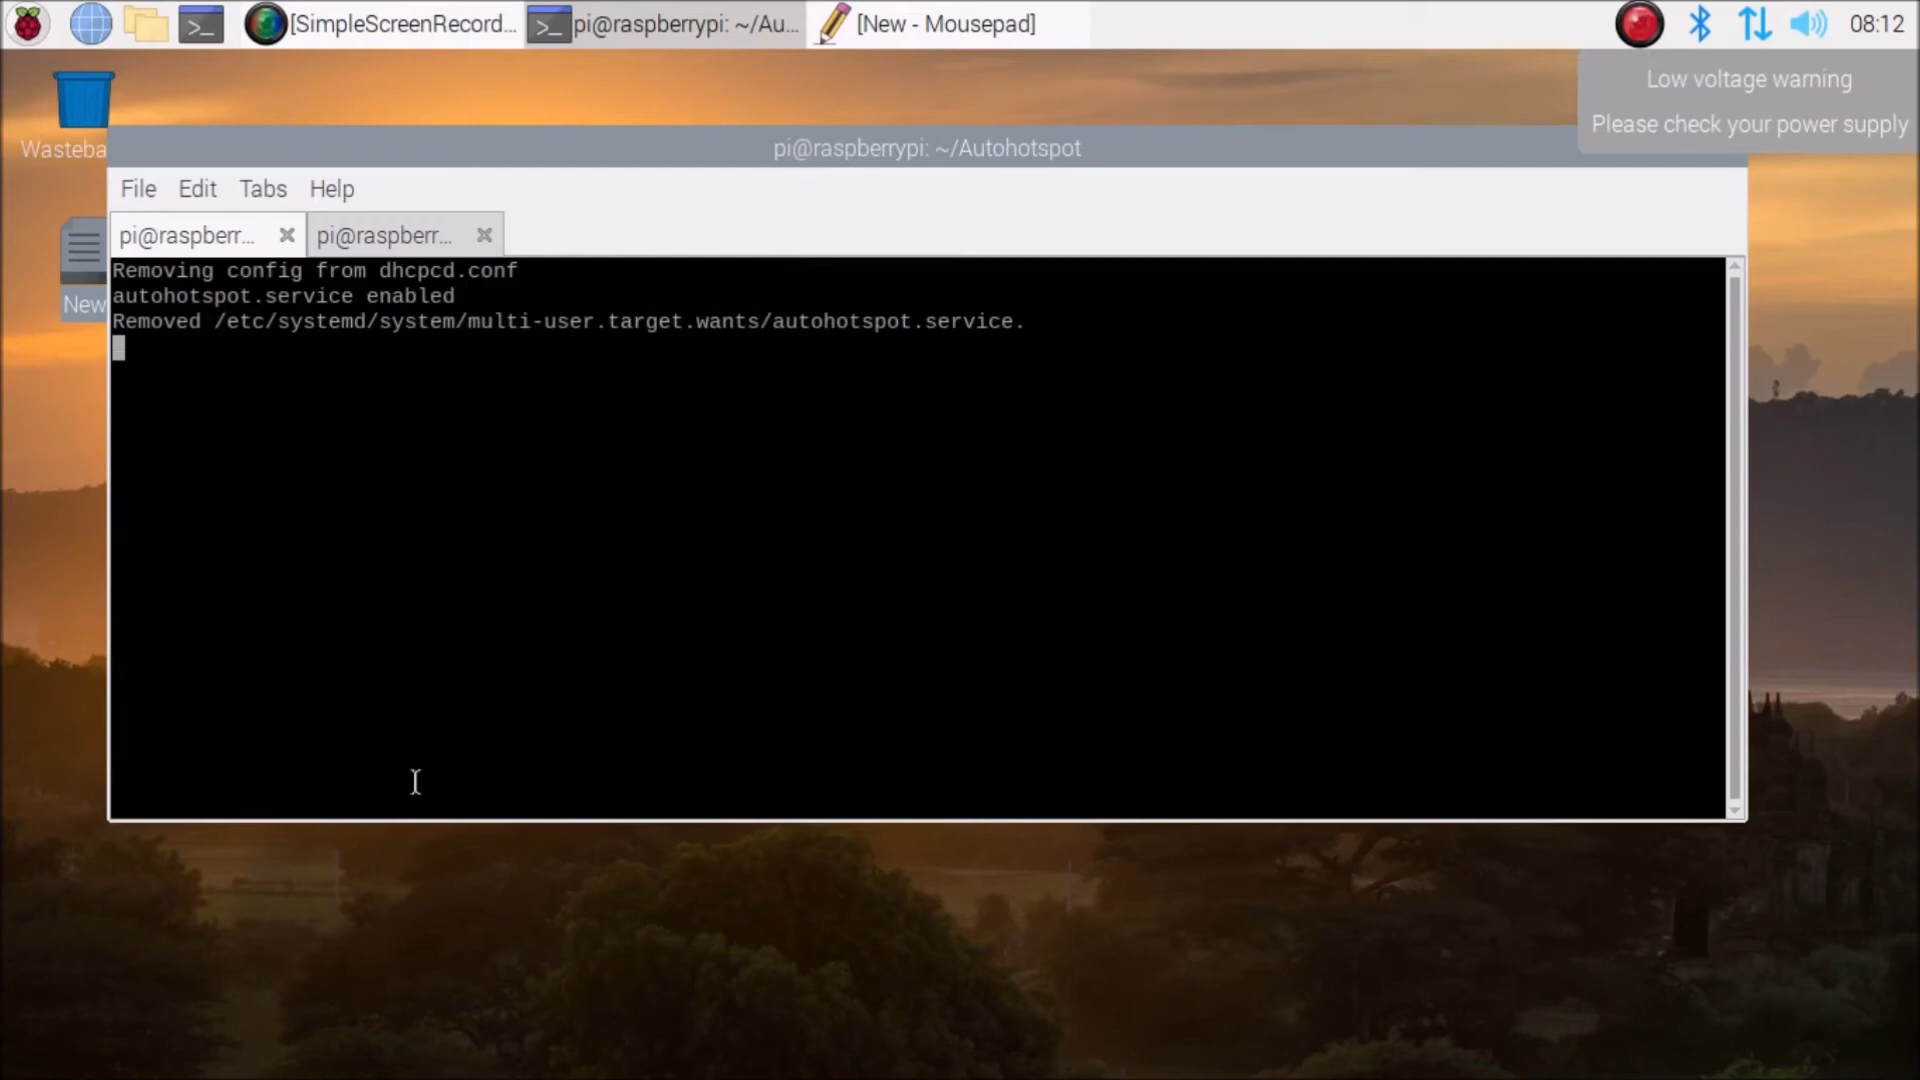 [SimpleScreenRecord... pi@raspberrypi: ~/Au... [New - Mousepad] 08:12
Low voltage warning
Please check your power supply
Wasteba
New
pi@raspberrypi: ~/Autohotspot
File Edit Tabs Help
pi@raspberr... pi@raspberr...
Removing config from dhcpcd.conf
autohotspot.service enabled
Removed /etc/systemd/system/multi-user.target.wants/autohotspot.service.